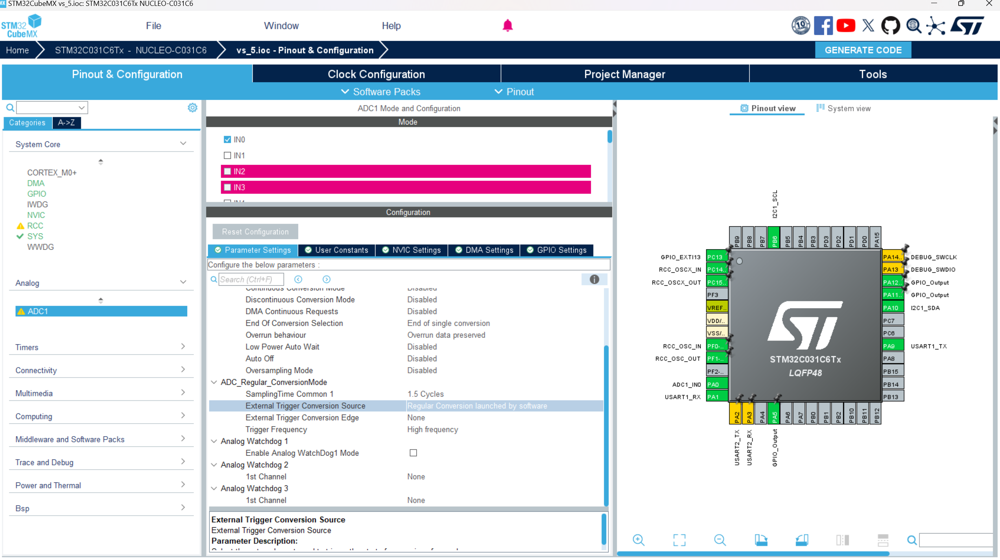 STM32CubeMX vs_5.ioc: STM32C031C6Tx NUCLEO-C031C6
STM32
CubeMX
File
Window
Help
Home
STM32C031C6Tx - NUCLEO-C031C6
vs_5.ioc - Pinout & Configuration
GENERATE CODE
Pinout & Configuration
Clock Configuration
Project Manager
Tools
Software Packs
Pinout
Categories
A->Z
System Core
CORTEX_M0+
DMA
GPIO
IWDG
NVIC
RCC
SYS
WWDG
Analog
ADC1
Timers
Connectivity
Multimedia
Computing
Middleware and Software Packs
Trace and Debug
Power and Thermal
Bsp
ADC1 Mode and Configuration
Mode
IN0
IN1
IN2
IN3
IN4
Configuration
Reset Configuration
Parameter Settings
User Constants
NVIC Settings
DMA Settings
GPIO Settings
Configure the below parameters :
Search (Ctrl+F)
Continuous Conversion Mode Disabled
Discontinuous Conversion Mode Disabled
DMA Continuous Requests Disabled
End Of Conversion Selection End of single conversion
Overrun behaviour Overrun data preserved
Low Power Auto Wait Disabled
Auto Off Disabled
Oversampling Mode Disabled
ADC_Regular_ConversionMode
SamplingTime Common 1 1.5 Cycles
External Trigger Conversion Source Regular Conversion launched by software
External Trigger Conversion Edge None
Trigger Frequency High frequency
Analog Watchdog 1
Enable Analog WatchDog1 Mode
Analog Watchdog 2
1st Channel None
Analog Watchdog 3
1st Channel None
External Trigger Conversion Source
External Trigger Conversion Source
Parameter Description:
Pinout view
System view
I2C1_SCL
PB9
PB8
PB7
PB6
PB5
PB4
PB3
PD3
PD2
PD1
PD0
PA15
GPIO_EXTI13 PC13
RCC_OSCX_IN PC14..
RCC_OSCX_OUT PC15..
PF3
VREF..
VDD/..
VSS/..
RCC_OSC_IN PF0-..
RCC_OSC_OUT PF1-..
PF2-..
ADC1_IN0 PA0
USART1_RX PA1
ST
STM32C031C6Tx
LQFP48
PA14.. DEBUG_SWCLK
PA13 DEBUG_SWDIO
PA12.. GPIO_Output
PA11.. GPIO_Output
PA10 I2C1_SDA
PC7
PC6
PA9 USART1_TX
PA8
PB15
PB14
PB13
PA2
PA3
PA4
PA5
PA6
PA7
PB0
PB1
PB2
PB10
PB11
PB12
USART2_TX
USART2_RX
GPIO_Output